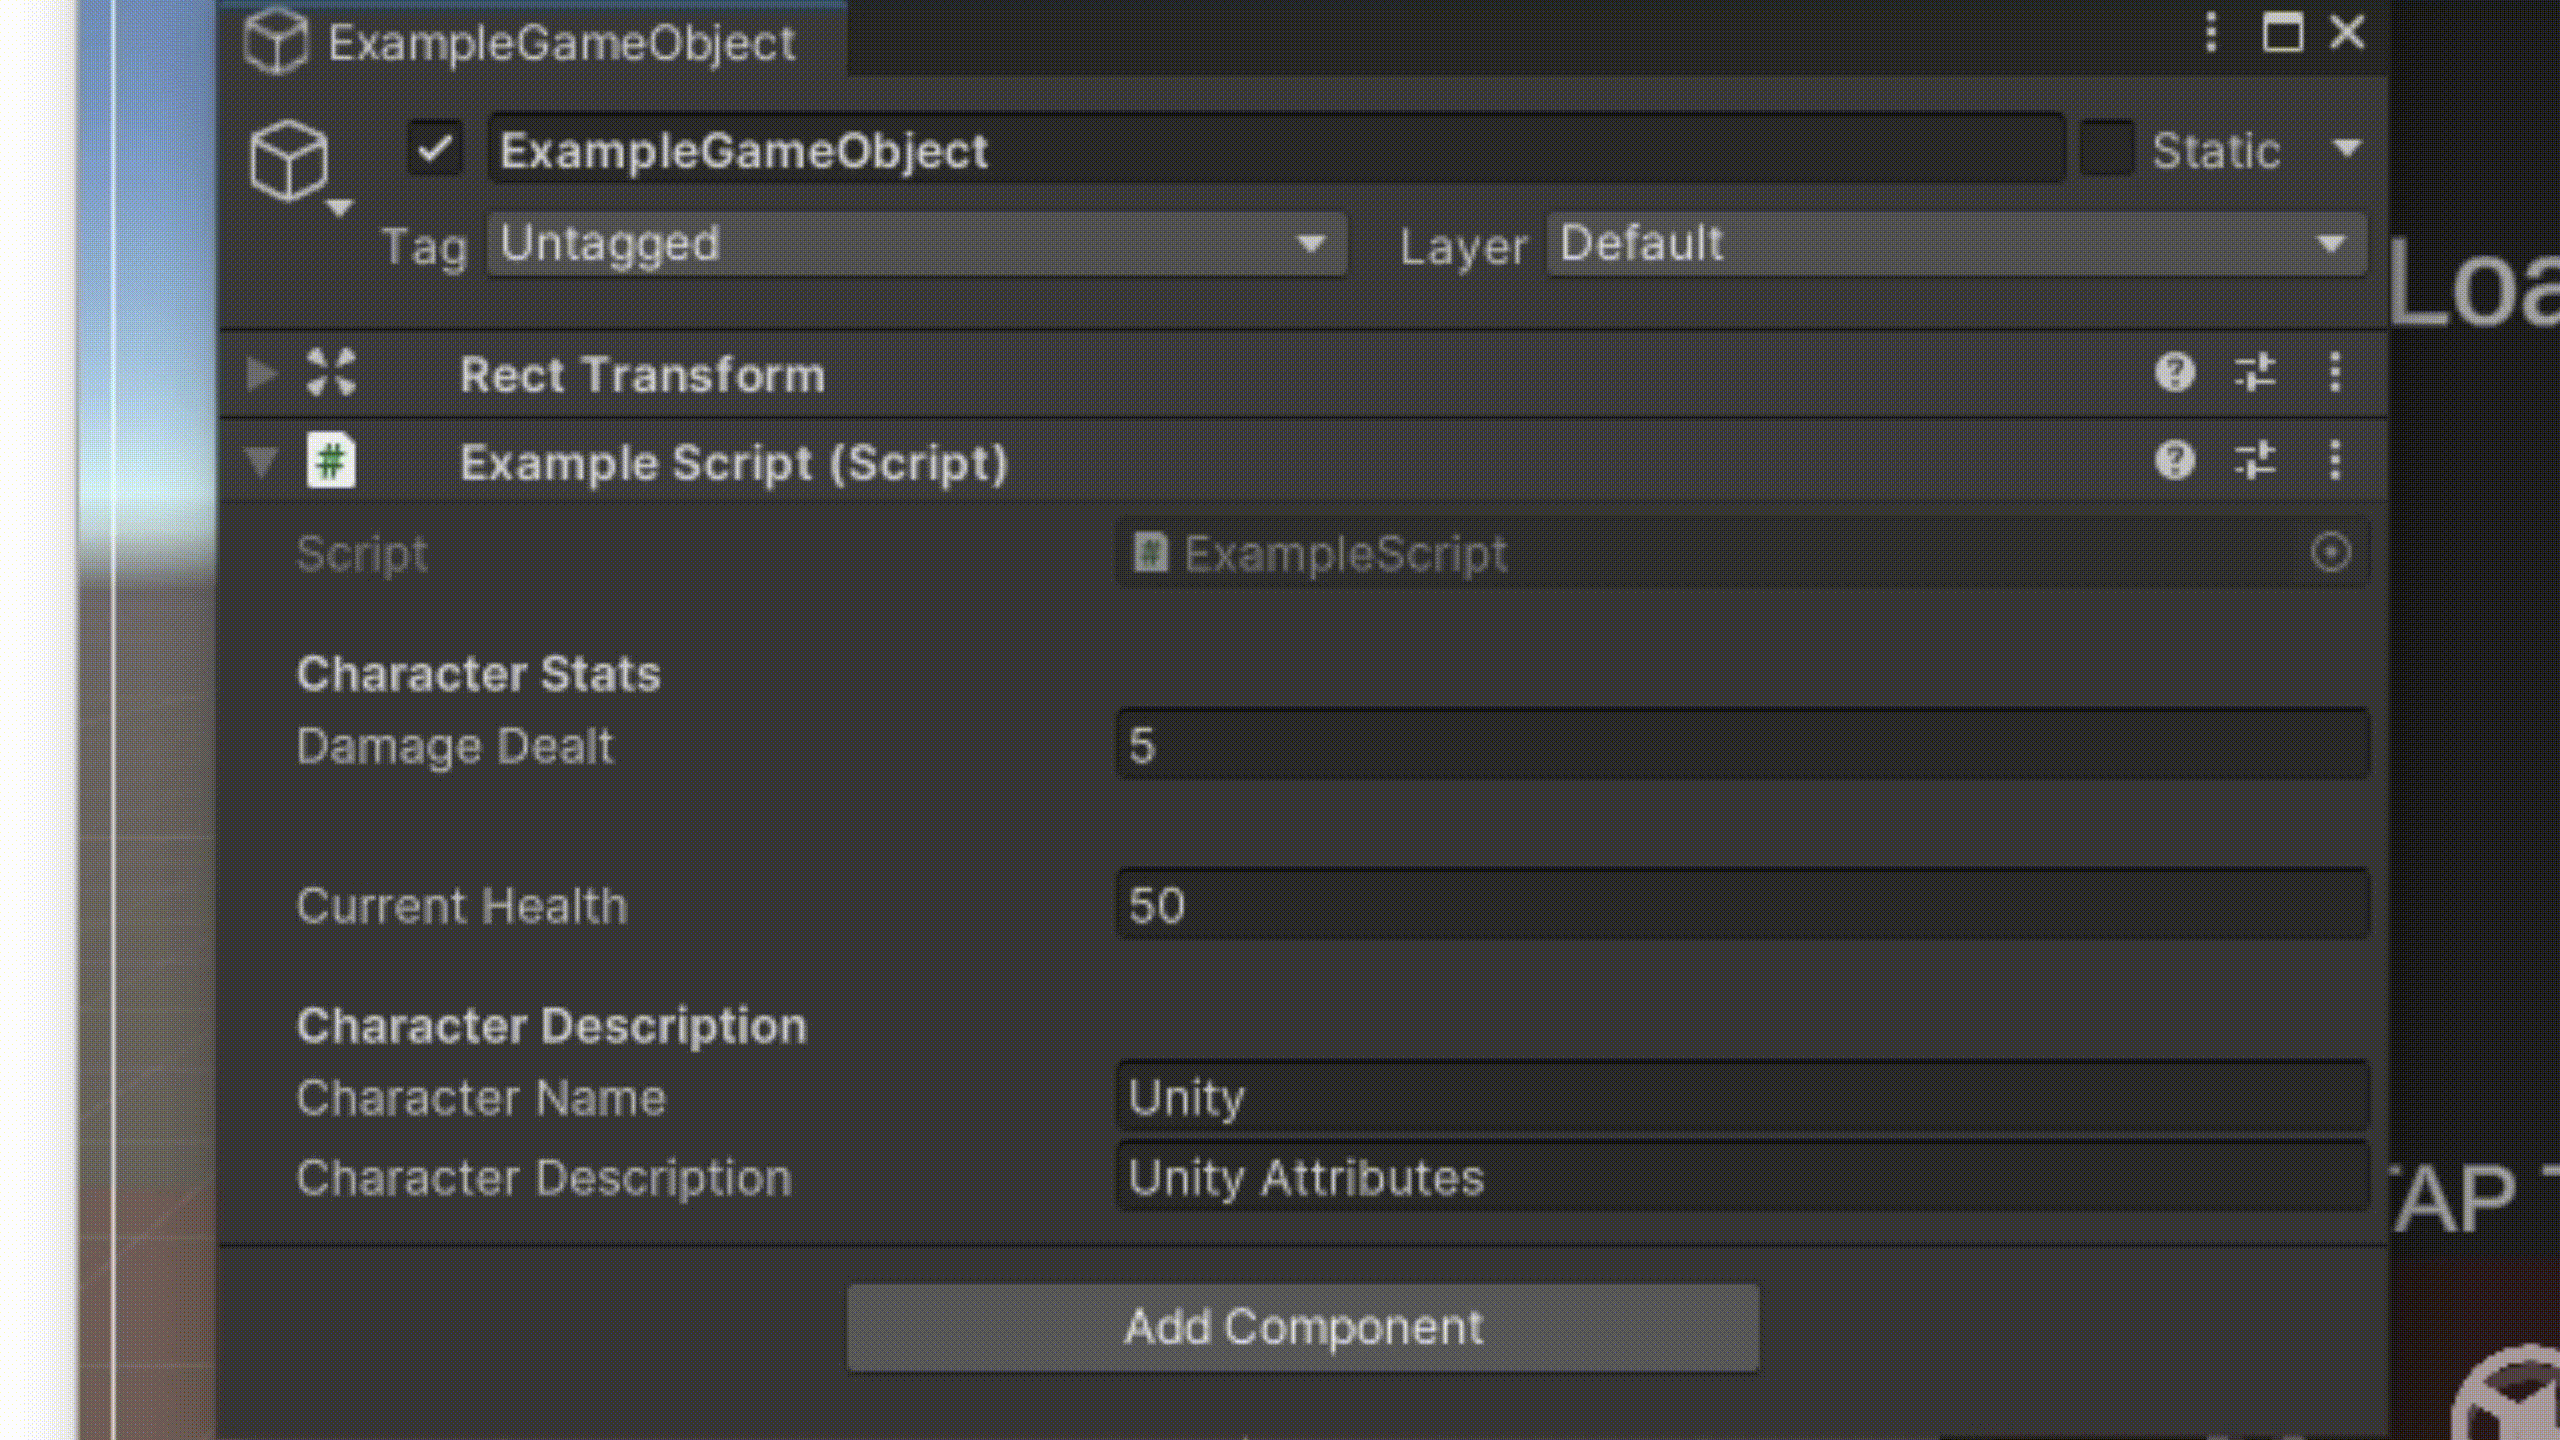 ExampleGameObject
ExampleGameObject
Static
Tag Untagged Layer Default
Loa
Rect Transform
Example Script (Script)
Script ExampleScript
Character Stats
Damage Dealt 5
Current Health 50
Character Description
Character Name Unity
TAP T
Character Description Unity Attributes
Add Component